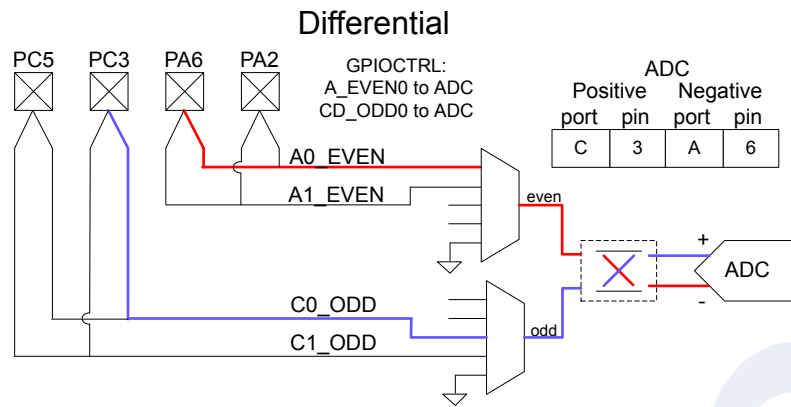 Differential
PC5 PC3 PA6 PA2
GPIOCTRL:
A_EVEN0 to ADC
CD_ODD0 to ADC
ADC
Positive Negative
port pin port pin
C 3 A 6
A0_EVEN
A1_EVEN
even
+
ADC
-
C0_ODD
odd
C1_ODD